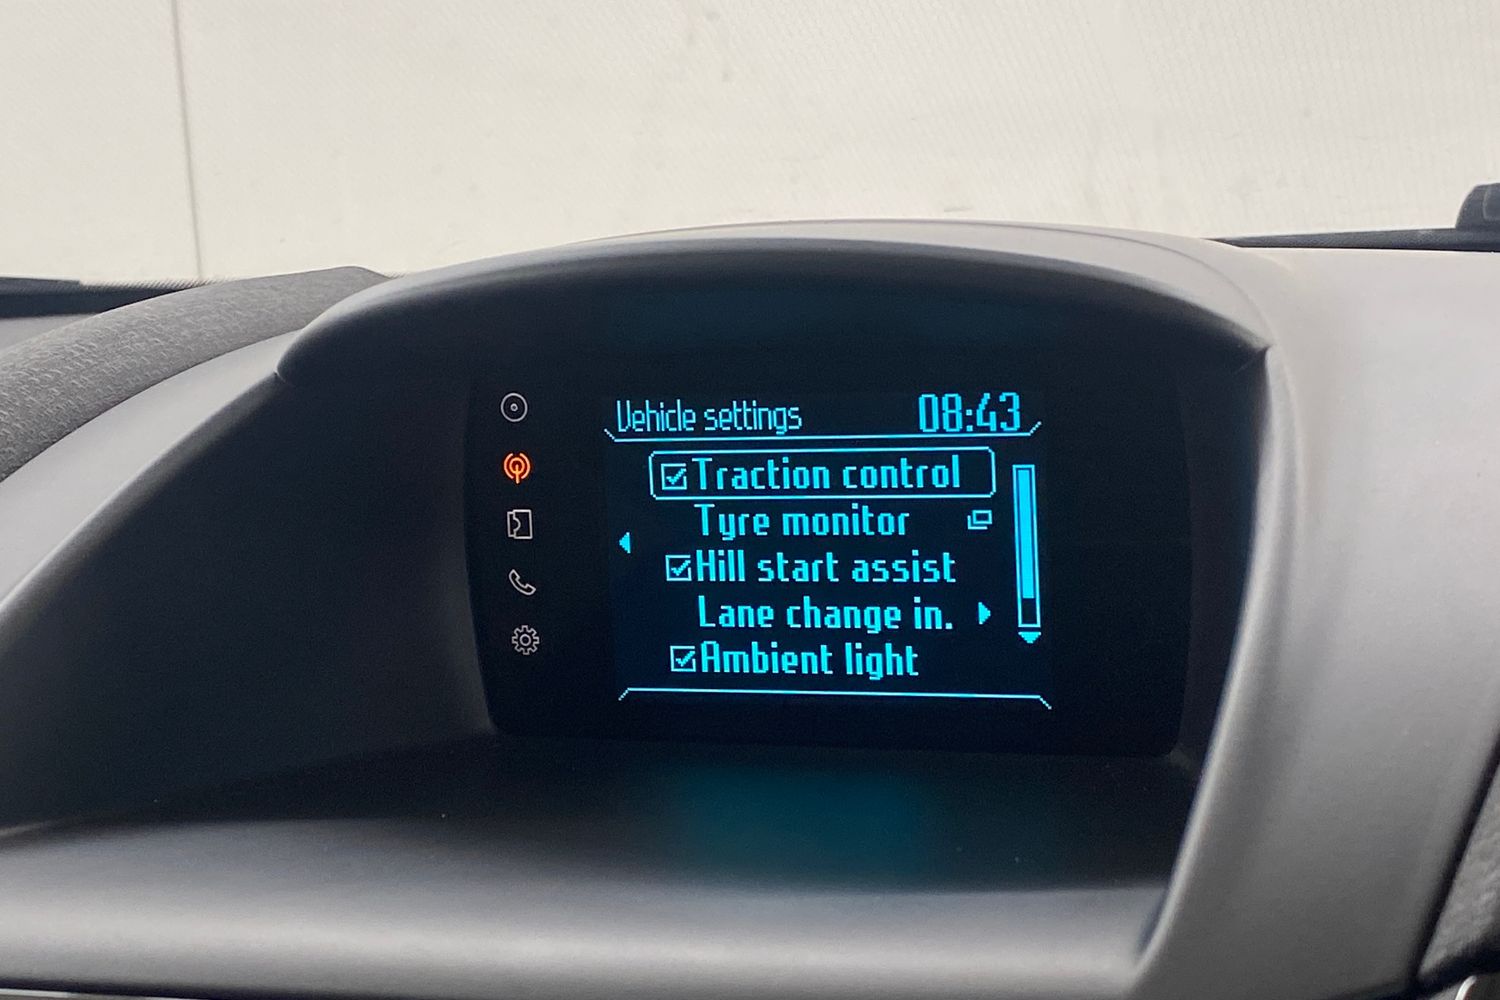 Vehicle settings 08:43
Traction control
Tyre monitor
Hill start assist
Lane change in.
Ambient light